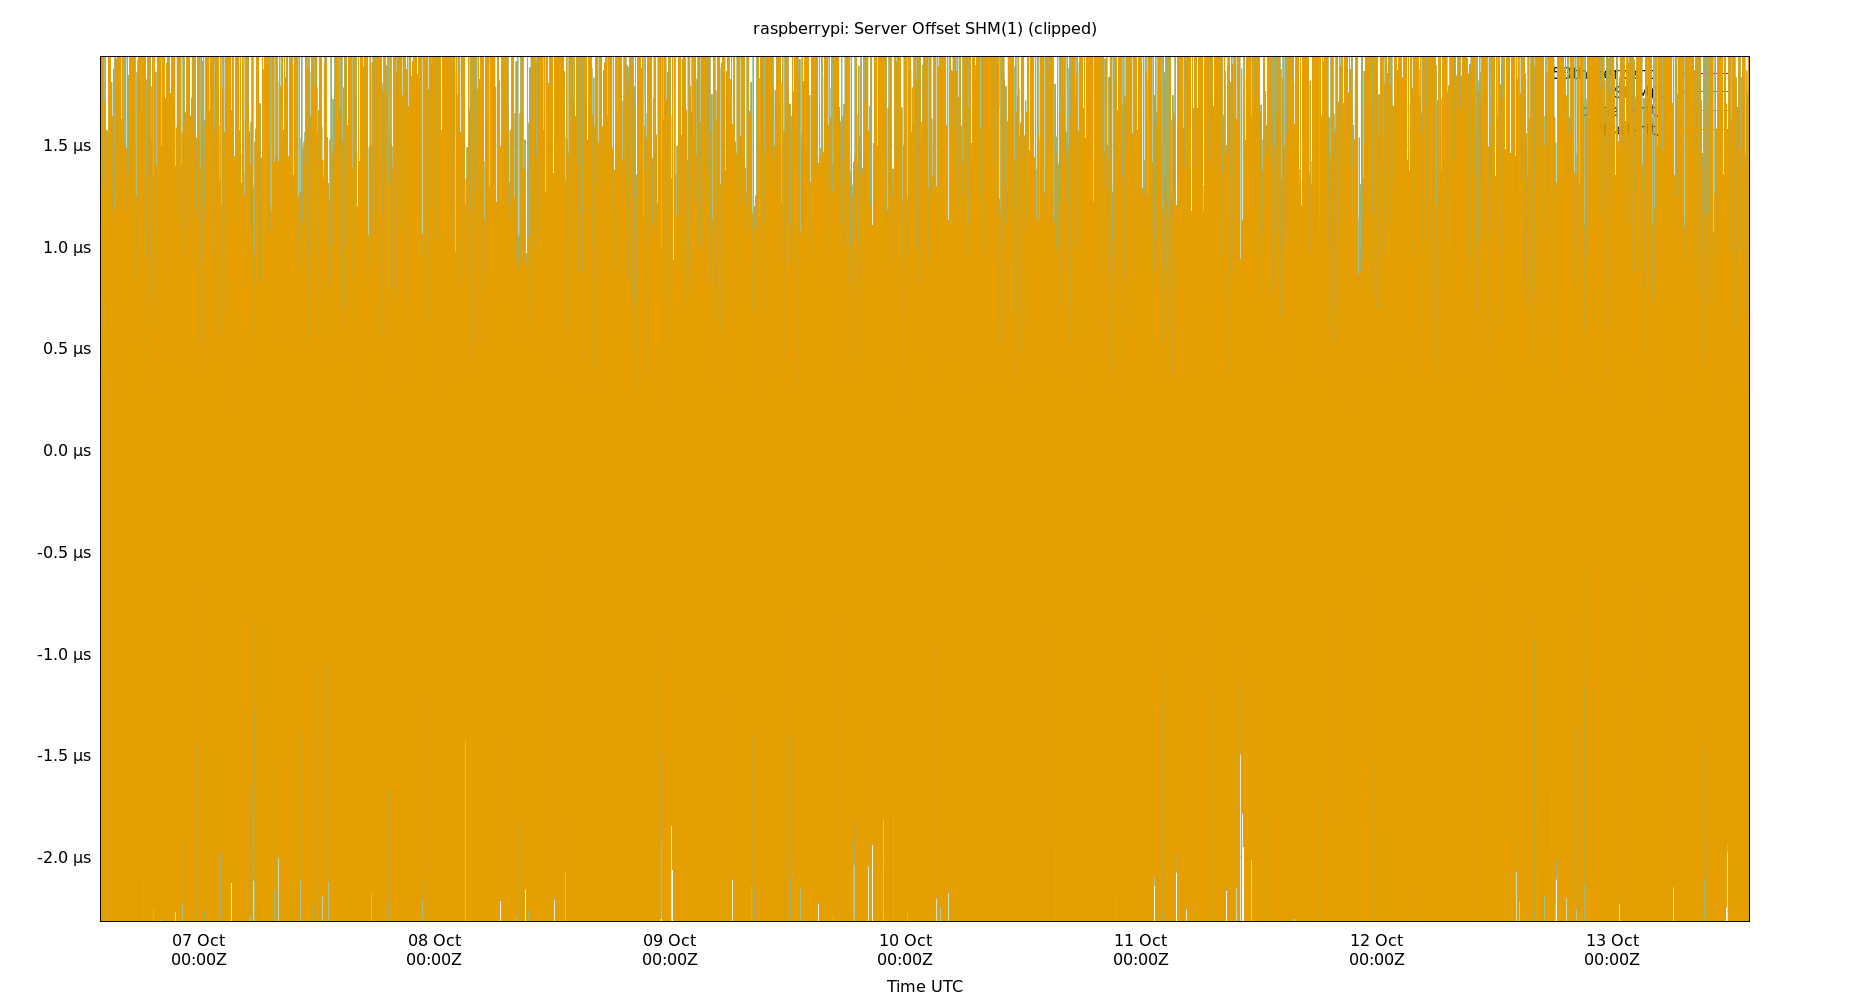 raspberrypi: Server Offset SHM(1) (clipped)
1.5 µs
1.0 µs
0.5 µs
0.0 µs
-0.5 µs
-1.0 µs
-1.5 µs
-2.0 µs
07 Oct 08 Oct 09 Oct 10 Oct 11 Oct 12 Oct 13 Oct
00:00Z 00:00Z 00:00Z 00:00Z 00:00Z 00:00Z 00:00Z
Time UTC